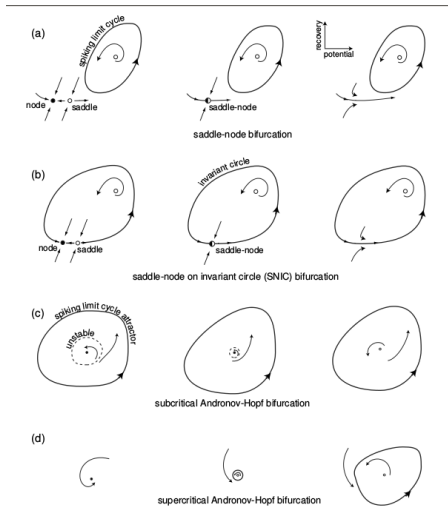 (a)
spiking limit cycle
node
saddle
saddle-node
recovery
potential
saddle-node bifurcation
(b)
invariant circle
node
saddle
saddle-node
saddle-node on invariant circle (SNIC) bifurcation
(c)
spiking limit cycle attractor
unstable
subcritical Andronov-Hopf bifurcation
(d)
supercritical Andronov-Hopf bifurcation